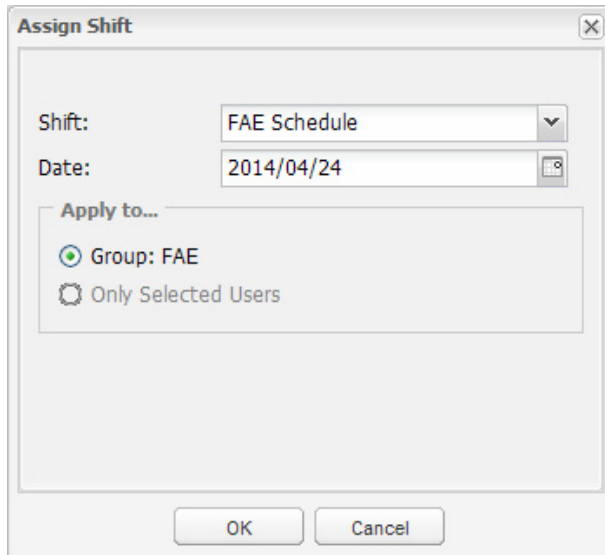 Assign Shift
Shift: FAE Schedule
Date: 2014/04/24
Apply to...
Group: FAE
Only Selected Users
OK Cancel